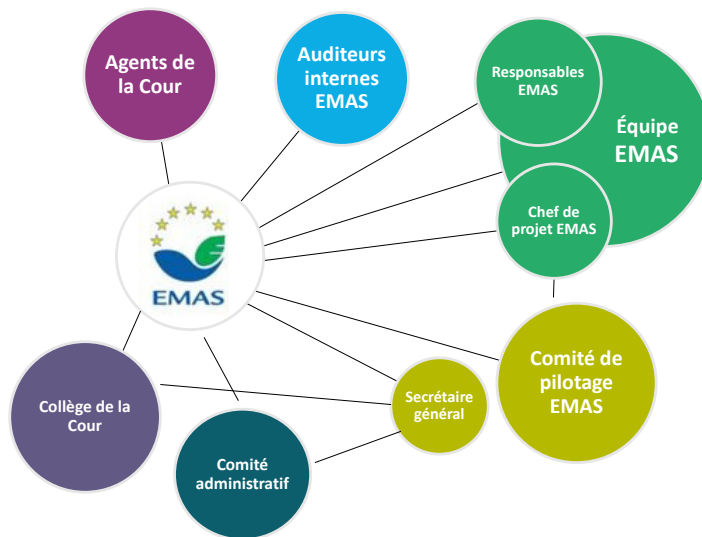 Agents de
la Cour
Auditeurs
internes
EMAS
Responsables
EMAS
Équipe
EMAS
Chef de
projet EMAS
EMAS
Comité de
pilotage
EMAS
Secrétaire
général
Collège de la
Cour
Comité
administratif